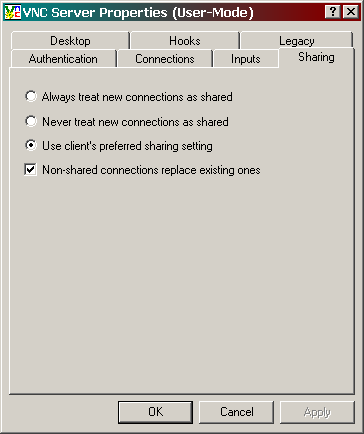 VNC Server Properties (User-Mode)
Desktop Hooks Legacy
Authentication Connections Inputs Sharing
Always treat new connections as shared
Never treat new connections as shared
Use client's preferred sharing setting
Non-shared connections replace existing ones
OK Cancel Apply